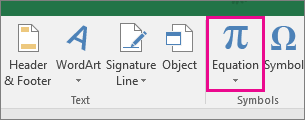 Header
& Footer
WordArt
Signature
Line
Object
Equation
Symbol
Text
Symbols